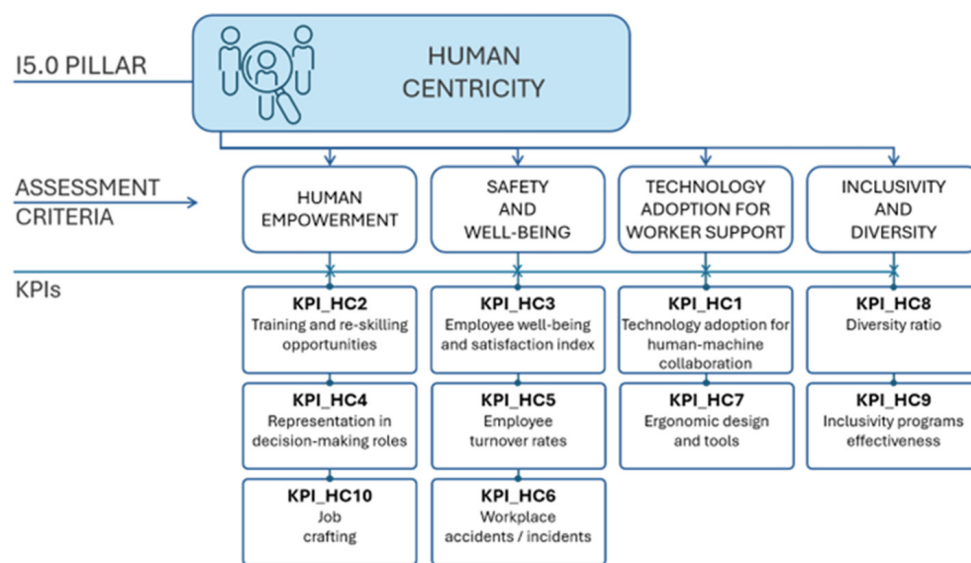 I5.0 PILLAR
HUMAN
CENTRICITY
ASSESSMENT
CRITERIA
HUMAN
EMPOWERMENT
SAFETY
AND
WELL-BEING
TECHNOLOGY
ADOPTION FOR
WORKER SUPPORT
INCLUSIVITY
AND
DIVERSITY
KPIs
KPI_HC2
Training and re-skilling
opportunities
KPI_HC3
Employee well-being
and satisfaction index
KPI_HC1
Technology adoption for
human-machine
collaboration
KPI_HC8
Diversity ratio
KPI_HC4
Representation in
decision-making roles
KPI_HC5
Employee
turnover rates
KPI_HC7
Ergonomic design
and tools
KPI_HC9
Inclusivity programs
effectiveness
KPI_HC10
Job
crafting
KPI_HC6
Workplace
accidents / incidents